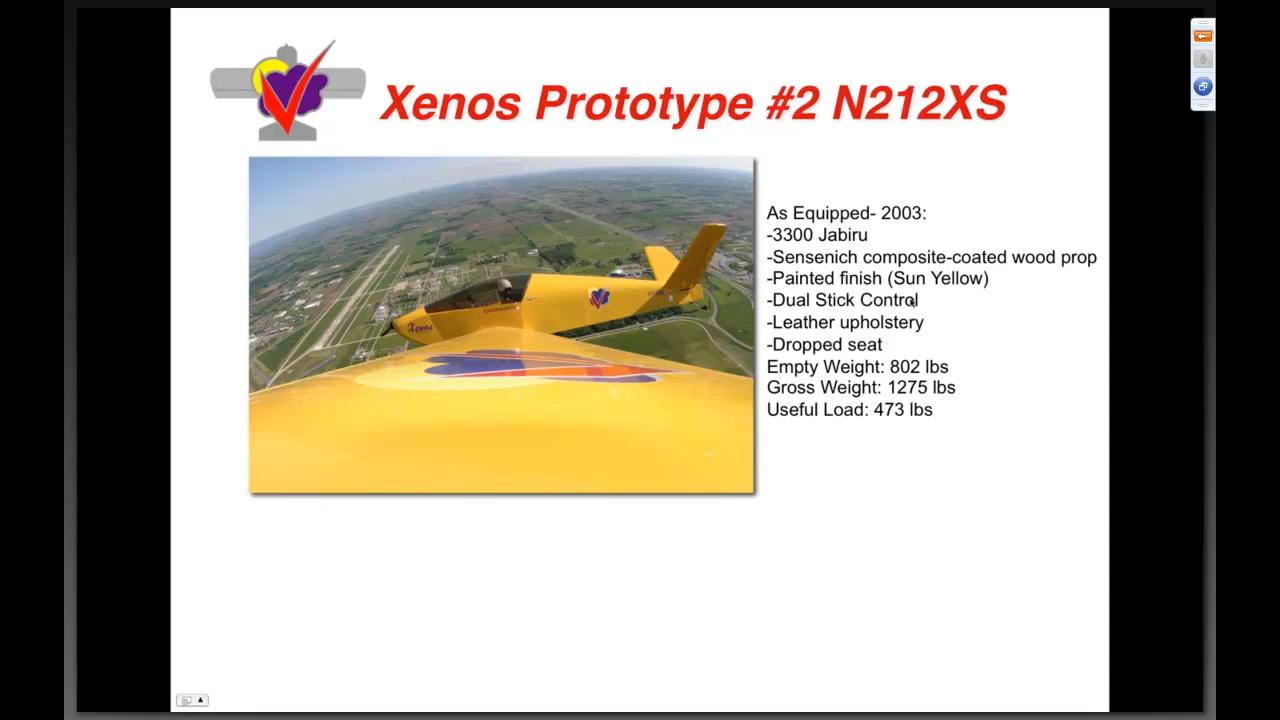 Xenos Prototype #2 N212XS
As Equipped- 2003:
-3300 Jabiru
-Sensenich composite-coated wood prop
-Painted finish (Sun Yellow)
-Dual Stick Control
-Leather upholstery
-Dropped seat
Empty Weight: 802 lbs
Gross Weight: 1275 lbs
Useful Load: 473 lbs
Xenos